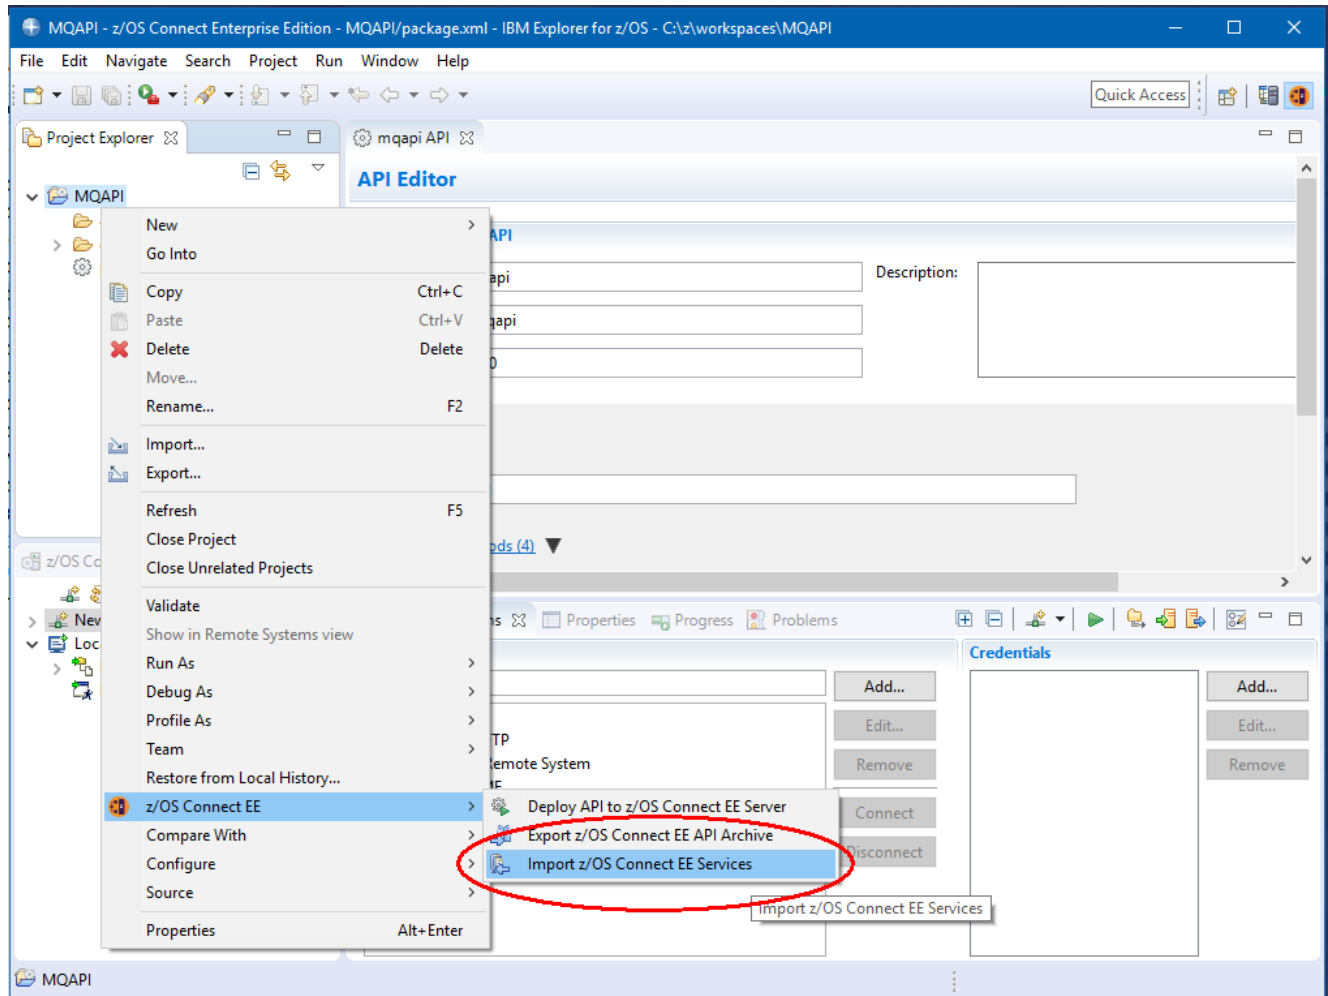 MQAPI - z/OS Connect Enterprise Edition - MQAPI/package.xml - IBM Explorer for z/OS - C:\z\workspaces\MQAPI
File Edit Navigate Search Project Run Window Help
Quick Access
Project Explorer
mqapi API
API Editor
MQAPI
New
Go Into
Copy Ctrl+C
Paste Ctrl+V
Delete Delete
Move...
Rename... F2
Import...
Export...
Refresh F5
Close Project
Close Unrelated Projects
Validate
Show in Remote Systems view
Run As
Debug As
Profile As
Team
Restore from Local History...
z/OS Connect EE
Compare With
Configure
Source
Properties Alt+Enter
Deploy API to z/OS Connect EE Server
Export z/OS Connect EE API Archive
Import z/OS Connect EE Services
Import z/OS Connect EE Services
API
api
qapi
0
Description:
ods (4)
z/OS Co
New
Loca
ns
Properties Progress Problems
TP
Remote System
Add...
Edit...
Remove
Connect
Disconnect
Credentials
Add...
Edit...
Remove
MQAPI